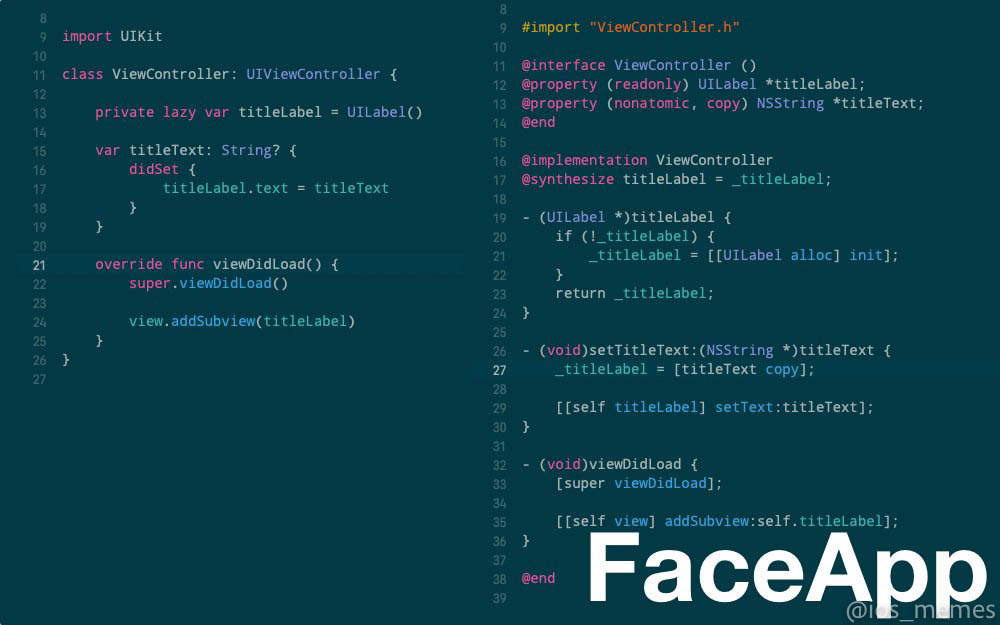 8
9 import UIKit
10
11 class ViewController: UIViewController {
12
13     private lazy var titleLabel = UILabel()
14
15     var titleText: String? {
16         didSet {
17             titleLabel.text = titleText
18         }
19     }
20
21     override func viewDidLoad() {
22         super.viewDidLoad()
23
24         view.addSubview(titleLabel)
25     }
26 }
27
8
9 #import "ViewController.h"
10
11 @interface ViewController ()
12 @property (readonly) UILabel *titleLabel;
13 @property (nonatomic, copy) NSString *titleText;
14 @end
15
16 @implementation ViewController
17 @synthesize titleLabel = _titleLabel;
18
19 - (UILabel *)titleLabel {
20     if (!_titleLabel) {
21         _titleLabel = [[UILabel alloc] init];
22     }
23     return _titleLabel;
24 }
25
26 - (void)setTitleText:(NSString *)titleText {
27     _titleLabel = [titleText copy];
28
29     [[self titleLabel] setText:titleText];
30 }
31
32 - (void)viewDidLoad {
33     [super viewDidLoad];
34
35     [[self view] addSubview:self.titleLabel];
36 }
37
38 @end
39
FaceApp
@ios_memes